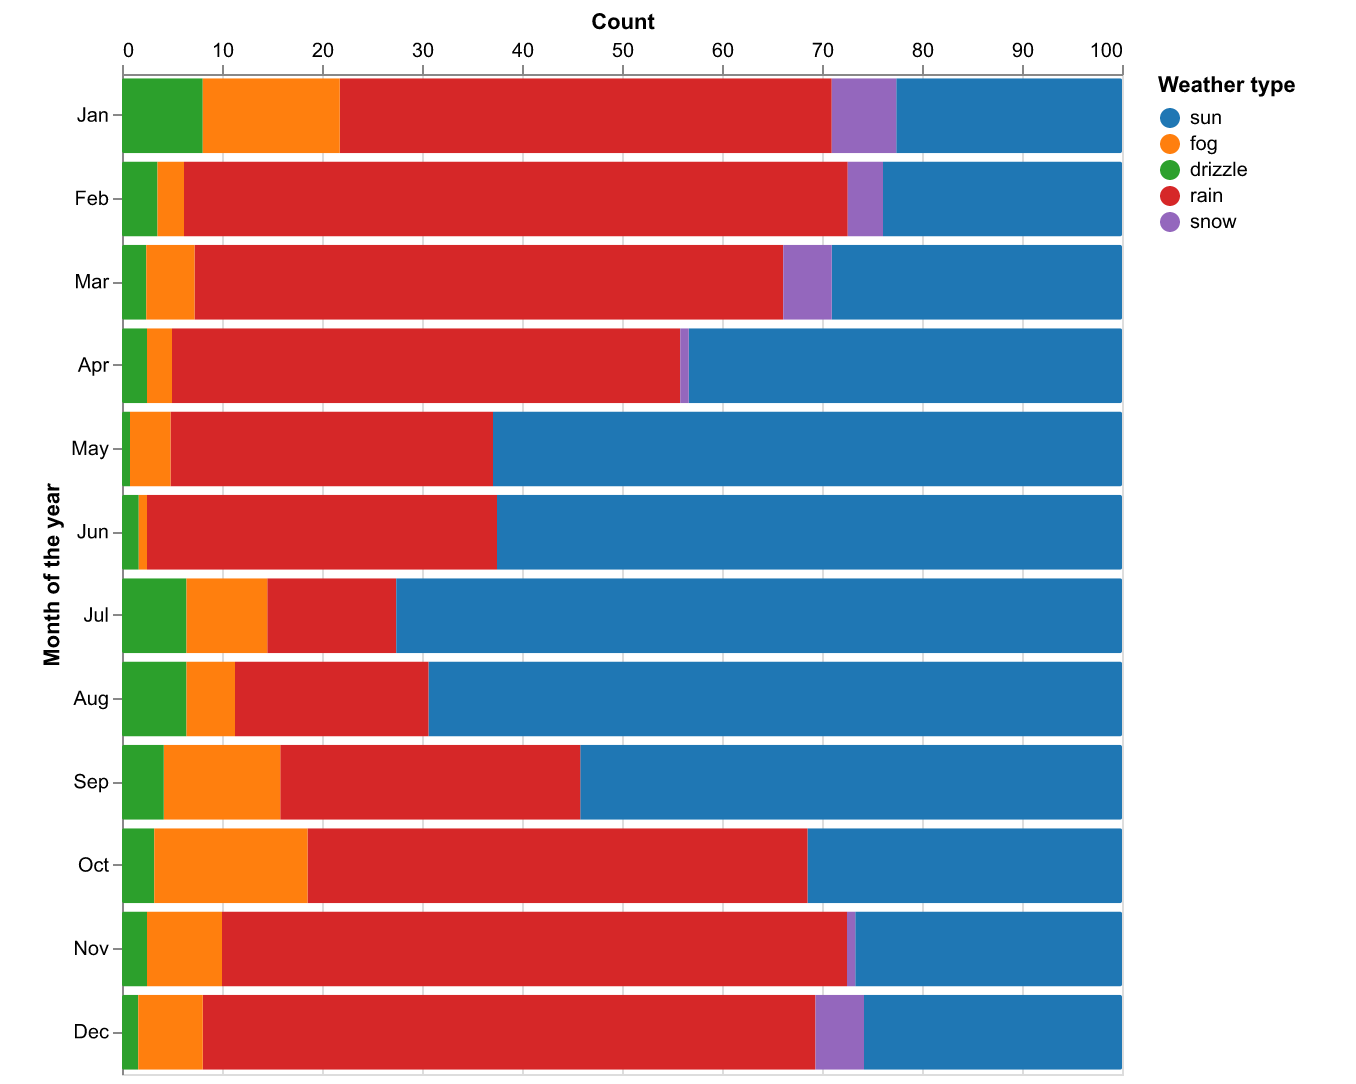 Count
0 10 20 30 40 50 60 70 80 90 100
Weather type
sun
fog
drizzle
rain
snow
Month of the year
Jan
Feb
Mar
Apr
May
Jun
Jul
Aug
Sep
Oct
Nov
Dec